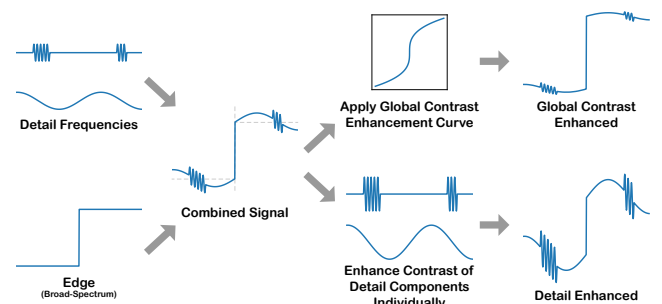 Detail Frequencies
Edge
(Broad-Spectrum)
Combined Signal
Apply Global Contrast
Enhancement Curve
Global Contrast
Enhanced
Enhance Contrast of
Detail Components
Individually
Detail Enhanced